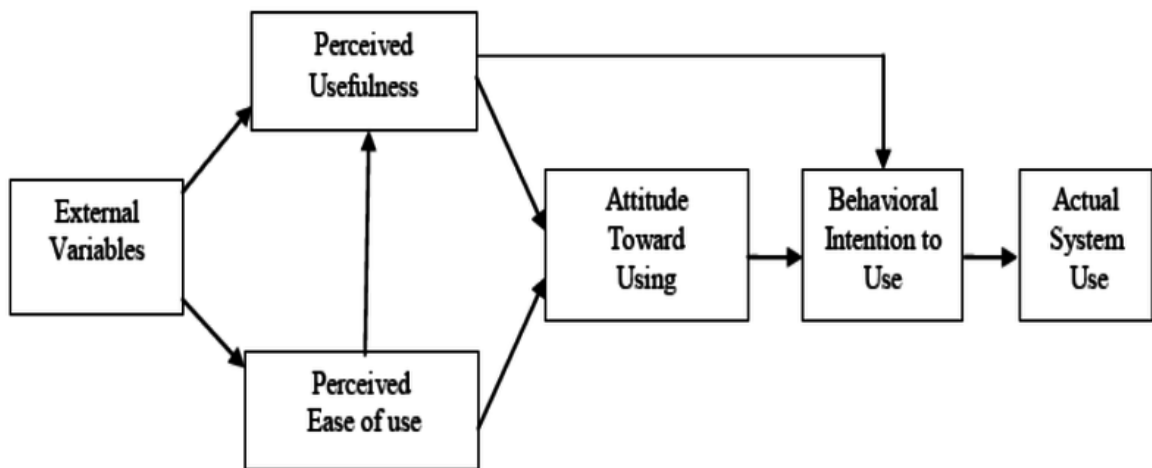 Perceived
Usefulness
External
Variables
Attitude
Toward
Using
Behavioral
Intention to
Use
Actual
System
Use
Perceived
Ease of use